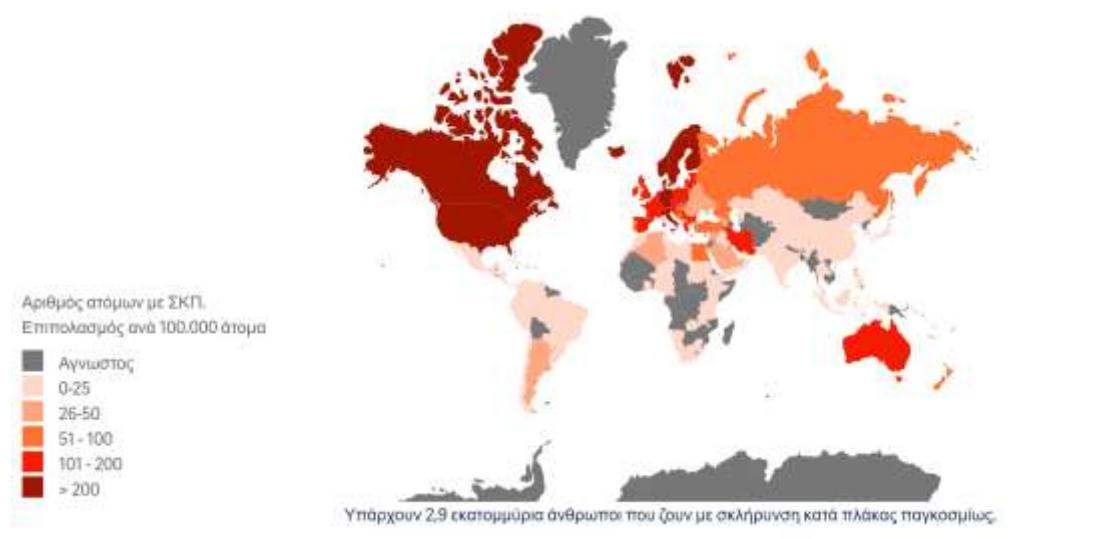 Αριθμός ατόμων με ΣΚΠ.
Επιπολασμός ανά 100.000 άτομα
Αγνωστος
0-25
26-50
51 - 100
101 - 200
> 200
Υπάρχουν 2,9 εκατομμύρια άνθρωποι που ζουν με σκλήρυνση κατά πλάκας παγκοσμίως.